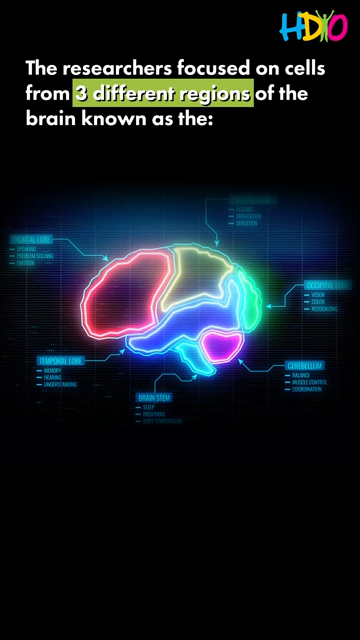 HDYO
The researchers focused on cells
from 3 different regions of the
brain known as the:
FRONTAL LOBE
SPEAKING
PROBLEM SOLVING
EMOTION
READING
ORIENTATION
SENSATION
OCCIPITAL
VISION
COLOR
RECOGNIZING
TEMPORAL LOBE
MEMORY
HEARING
UNDERSTANDING
CEREBELLUM
BALANCE
MUSCLE CONTROL
COORDINATION
BRAIN STEM
SLEEP
BREATHING
BODY TEMPERATURE